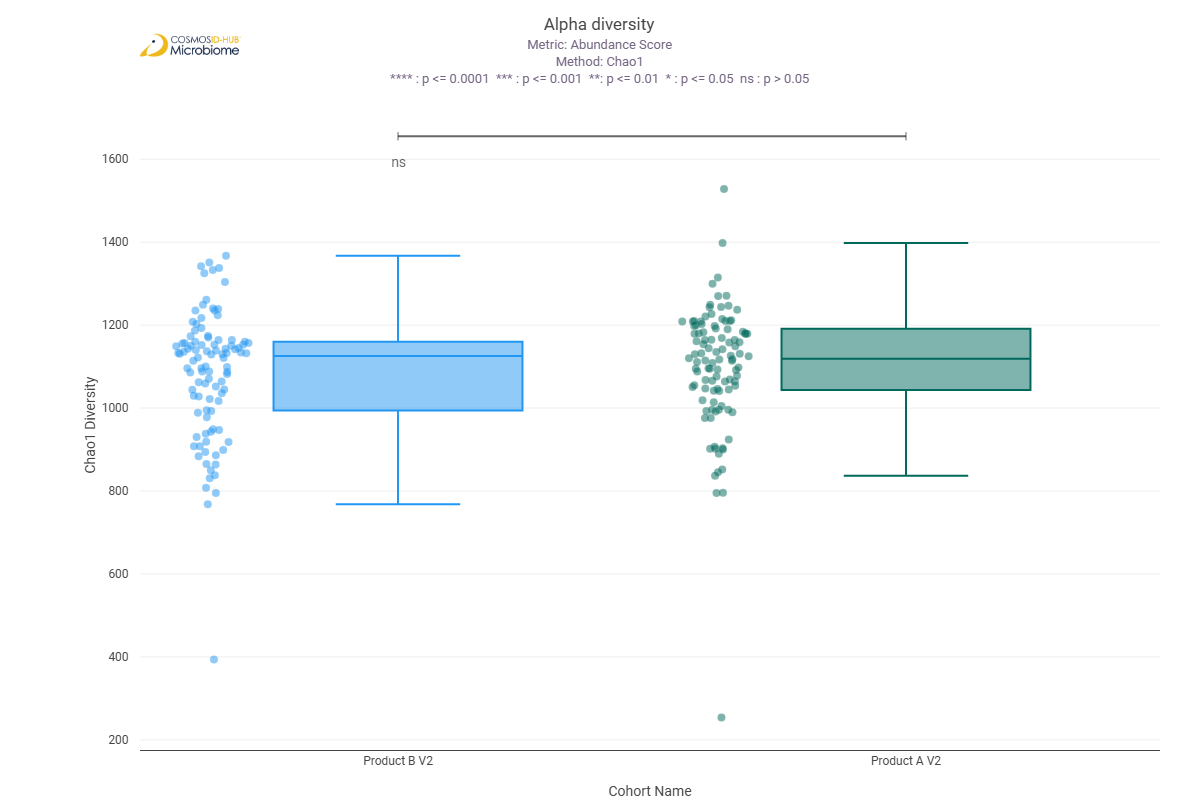 Alpha diversity
COSMOSID-HUB
Microbiome
Metric: Abundance Score
Method: Chao1
**** : p <= 0.0001 *** : p <= 0.001 **: p <= 0.01 * : p <= 0.05 ns : p > 0.05
ns
1600
1400
1200
1000
800
600
400
200
Chao1 Diversity
Product B V2
Product A V2
Cohort Name